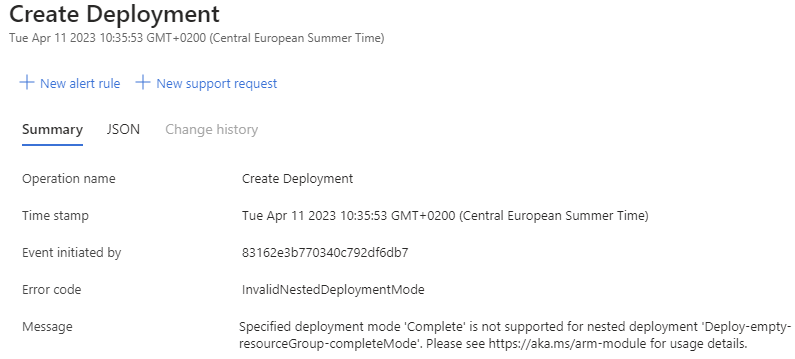 Create Deployment
Tue Apr 11 2023 10:35:53 GMT+0200 (Central European Summer Time)
New alert rule New support request
Summary JSON Change history
Operation name Create Deployment
Time stamp Tue Apr 11 2023 10:35:53 GMT+0200 (Central European Summer Time)
Event initiated by 83162e3b770340c792df6db7
Error code InvalidNestedDeploymentMode
Message Specified deployment mode 'Complete' is not supported for nested deployment 'Deploy-empty-
resourceGroup-completeMode'. Please see https://aka.ms/arm-module for usage details.